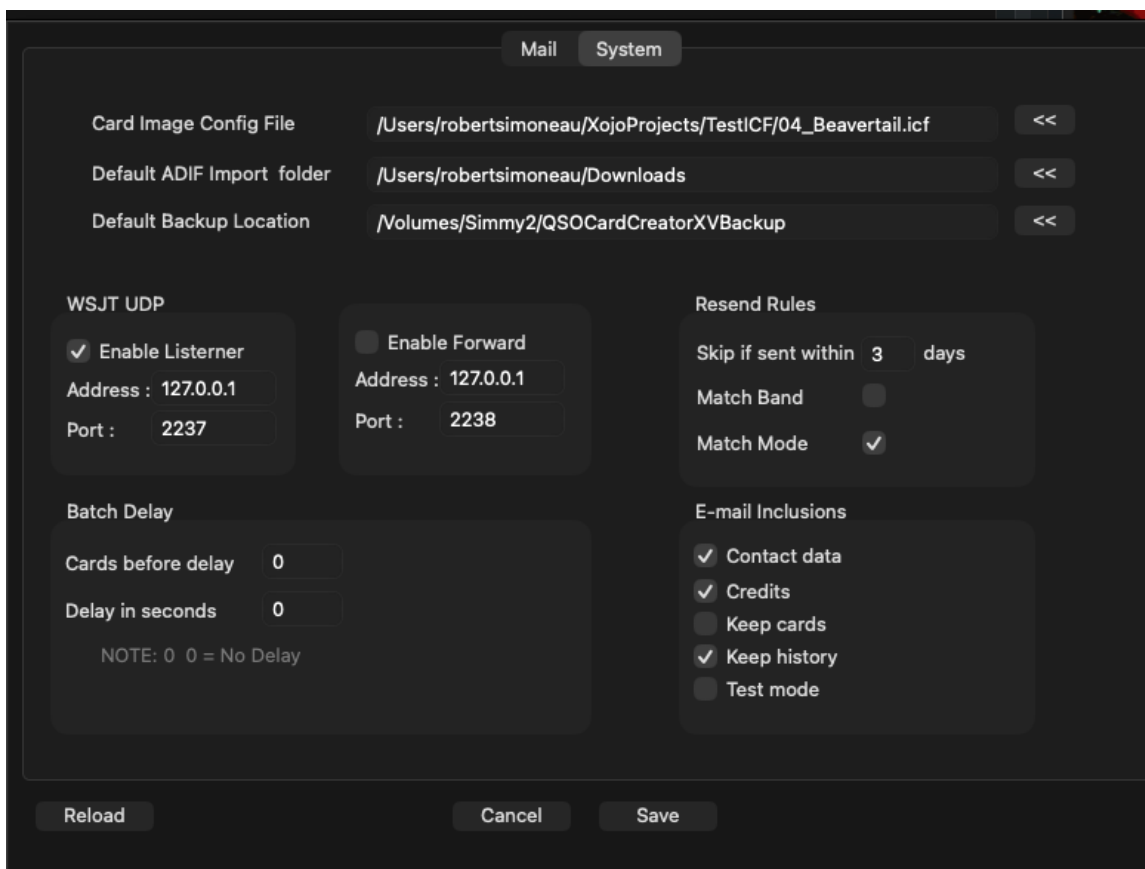 Mail System
Card Image Config File /Users/robertsimoneau/XojoProjects/TestICF/04_Beavertail.icf <<
Default ADIF Import folder /Users/robertsimoneau/Downloads <<
Default Backup Location /Volumes/Simmy2/QSOCardCreatorXVBackup <<
WSJT UDP
Enable Listerner
Address : 127.0.0.1
Port : 2237
Enable Forward
Address : 127.0.0.1
Port : 2238
Resend Rules
Skip if sent within 3 days
Match Band
Match Mode
Batch Delay
Cards before delay 0
Delay in seconds 0
NOTE: 0 0 = No Delay
E-mail Inclusions
Contact data
Credits
Keep cards
Keep history
Test mode
Reload Cancel Save